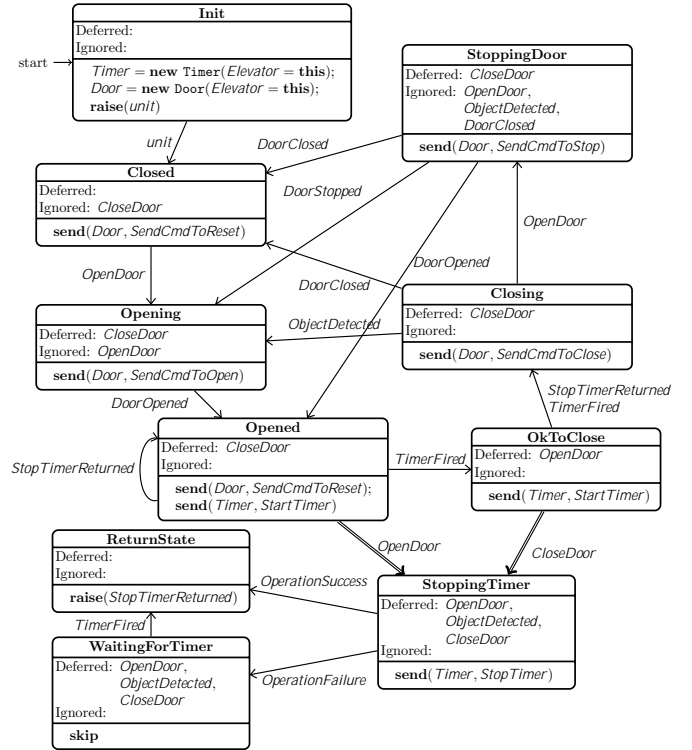 Init
Deferred:
Ignored:
start
Timer = new Timer(Elevator = this);
Door = new Door(Elevator = this);
raise(unit)
unit
StoppingDoor
Deferred: CloseDoor
Ignored: OpenDoor,
ObjectDetected,
DoorClosed
send(Door, SendCmdToStop)
DoorClosed
DoorStopped
Closed
Deferred:
Ignored: CloseDoor
send(Door, SendCmdToReset)
OpenDoor
DoorOpened
OpenDoor
DoorClosed
Closing
Deferred: CloseDoor
Ignored:
send(Door, SendCmdToClose)
ObjectDetected
Opening
Deferred: CloseDoor
Ignored: OpenDoor
send(Door, SendCmdToOpen)
DoorOpened
StopTimerReturned
TimerFired
Opened
Deferred: CloseDoor
Ignored:
send(Door, SendCmdToReset);
send(Timer, StartTimer)
StopTimerReturned
TimerFired
OkToClose
Deferred: OpenDoor
Ignored:
send(Timer, StartTimer)
OpenDoor
CloseDoor
ReturnState
Deferred:
Ignored:
raise(StopTimerReturned)
OperationSuccess
StoppingTimer
Deferred: OpenDoor,
ObjectDetected,
CloseDoor
Ignored:
send(Timer, StopTimer)
TimerFired
OperationFailure
WaitingForTimer
Deferred: OpenDoor,
ObjectDetected,
CloseDoor
Ignored:
skip